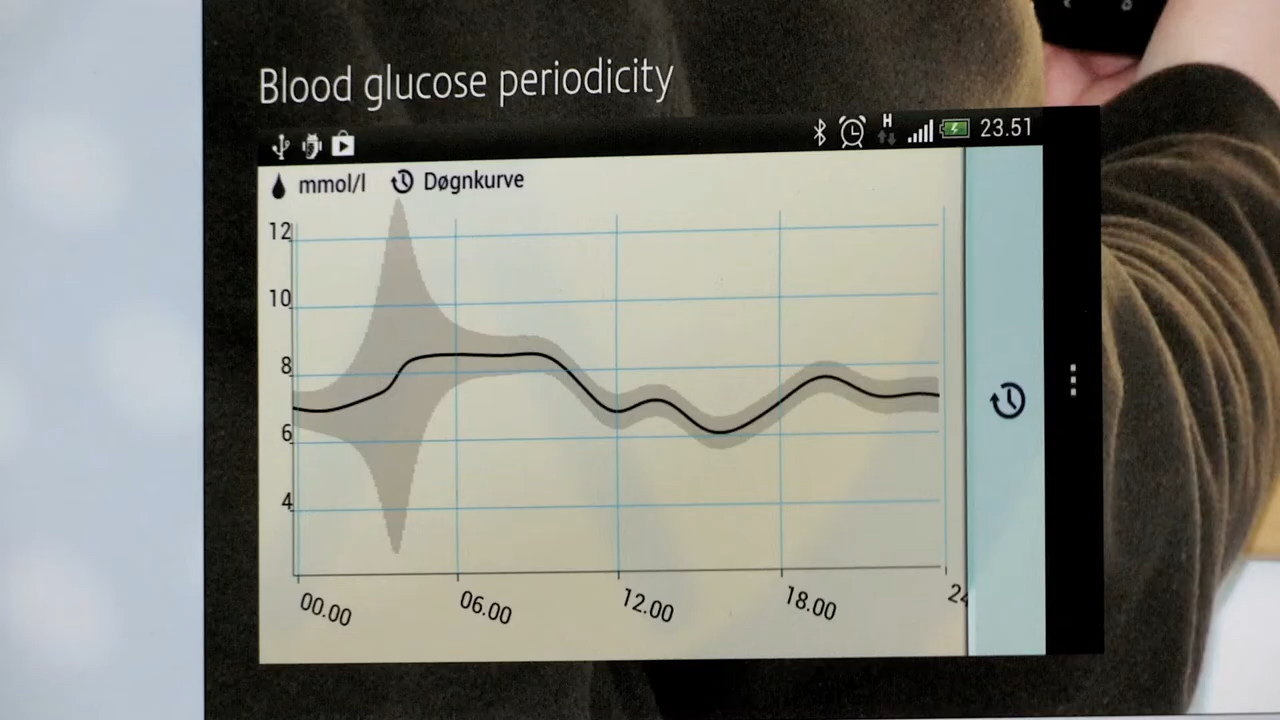 Blood glucose periodicity
H 23.51
mmol/l Døgnkurve
12
10
8
6
4
00.00 06.00 12.00 18.00 24